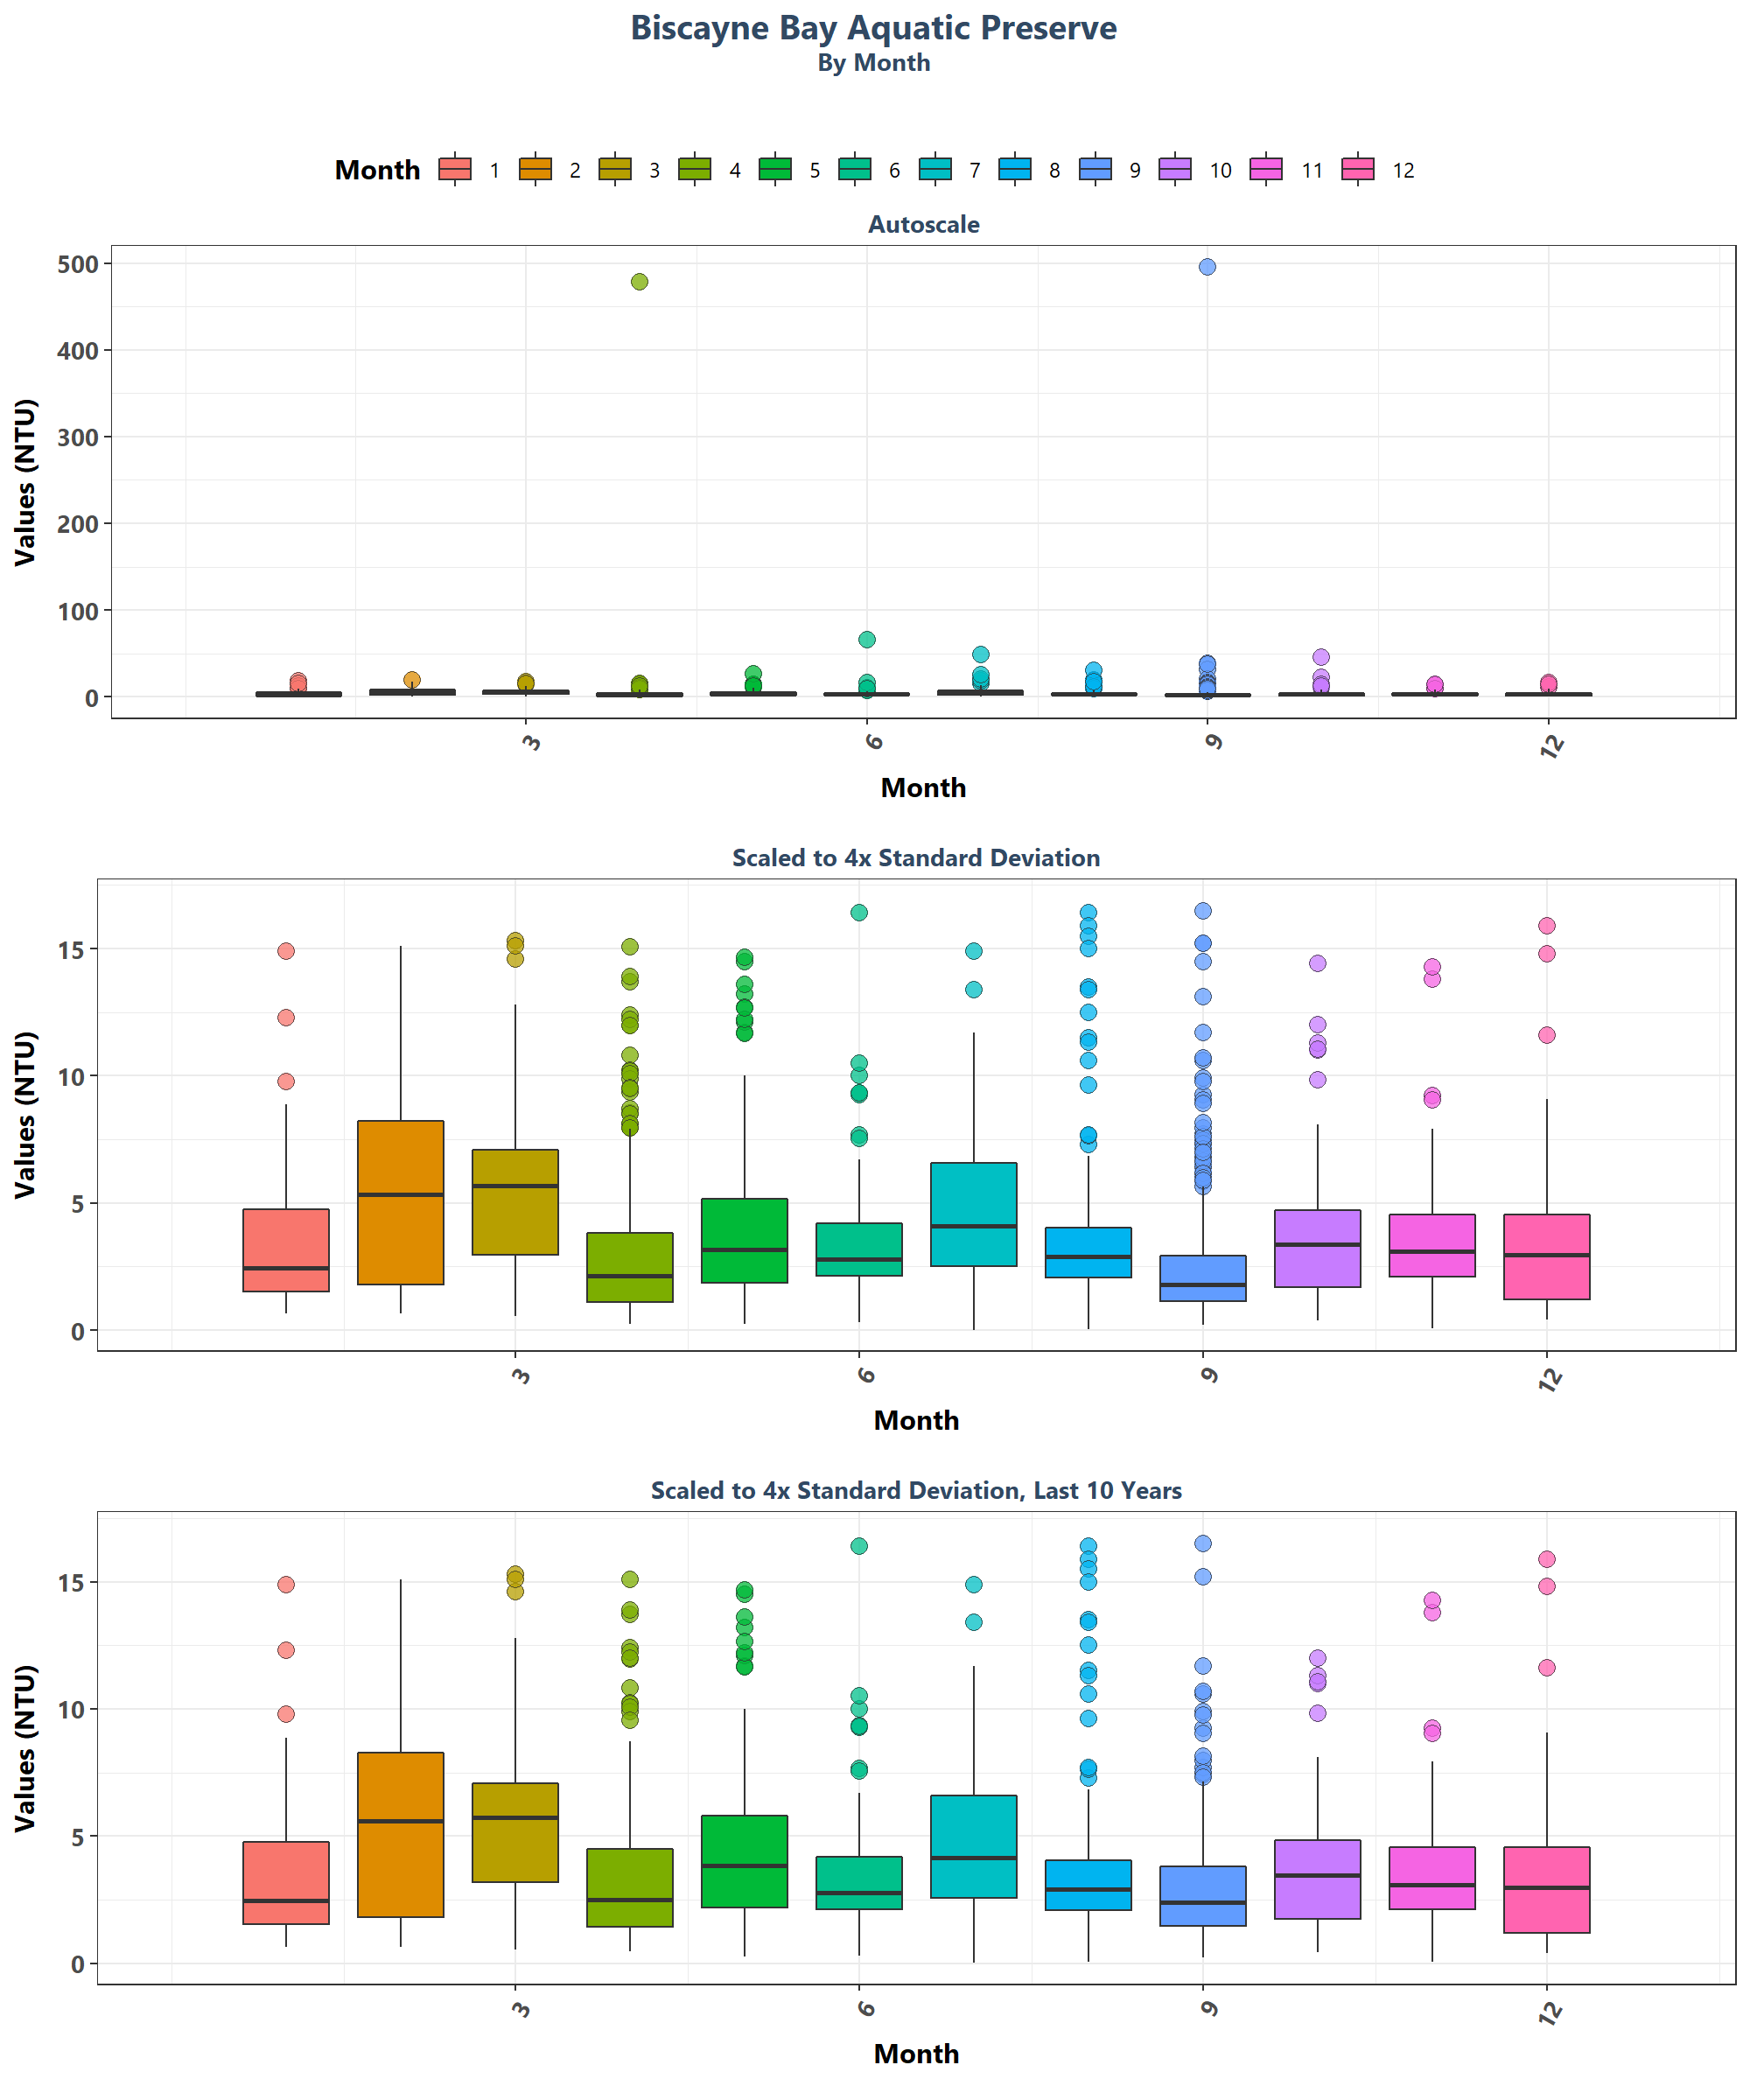 Biscayne Bay Aquatic Preserve
By Month
Month 1 2 3 4 5 6 7 8 9 10 11 12
Autoscale
Values (NTU)
500
400
300
200
100
0
3 6 9 12
Month
Scaled to 4x Standard Deviation
Values (NTU)
15
10
5
0
3 6 9 12
Month
Scaled to 4x Standard Deviation, Last 10 Years
Values (NTU)
15
10
5
0
3 6 9 12
Month